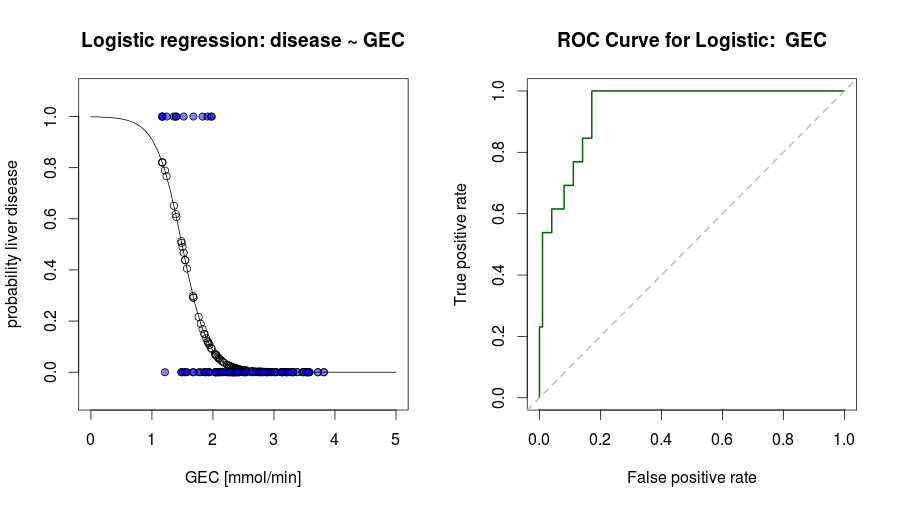 Logistic regression: disease ~ GEC
probability liver disease
1.0
0.8
0.6
0.4
0.2
0.0
0 1 2 3 4 5
GEC [mmol/min]
ROC Curve for Logistic:  GEC
True positive rate
1.0
0.8
0.6
0.4
0.2
0.0
0.0 0.2 0.4 0.6 0.8 1.0
False positive rate